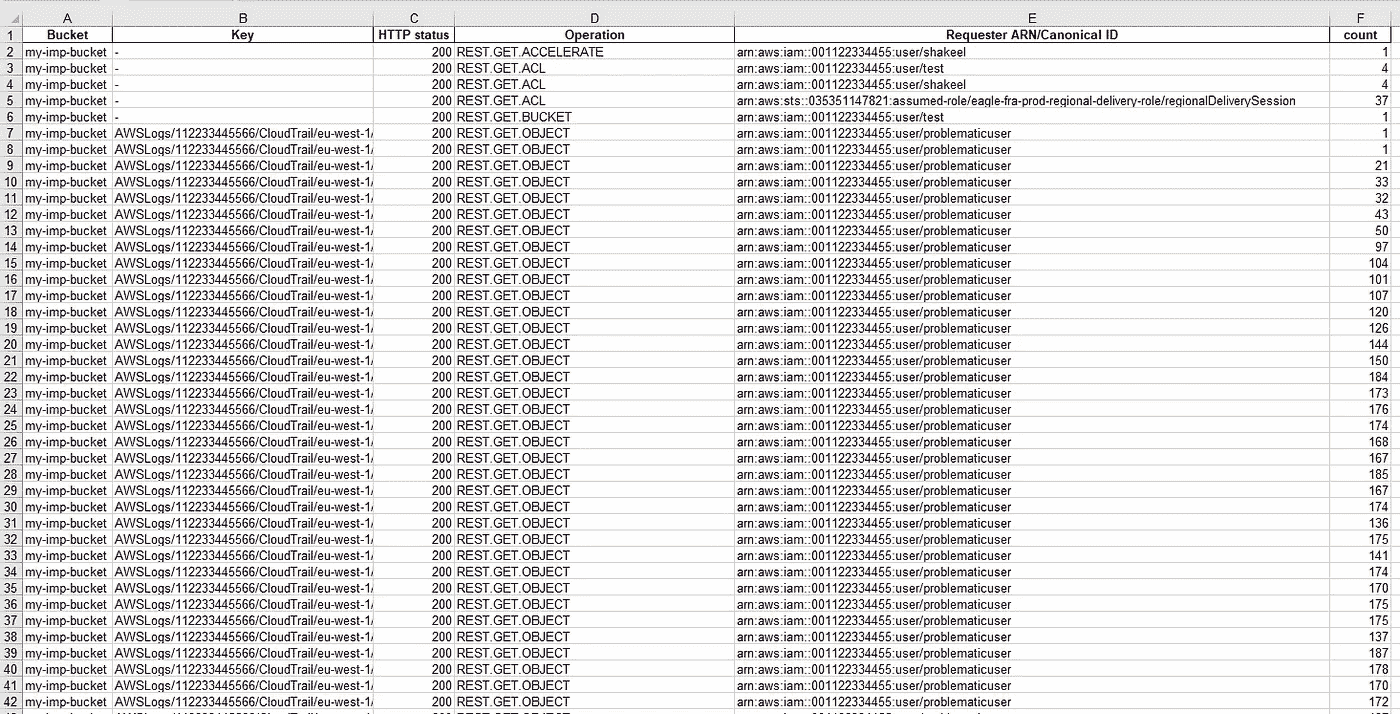 A B C D E F
1 Bucket Key HTTP status Operation Requester ARN/Canonical ID count
2 my-imp-bucket - 200 REST.GET.ACCELERATE arn:aws:iam::001122334455:user/shakeel 1
3 my-imp-bucket - 200 REST.GET.ACL arn:aws:iam::001122334455:user/test 4
4 my-imp-bucket - 200 REST.GET.ACL arn:aws:iam::001122334455:user/shakeel 4
5 my-imp-bucket - 200 REST.GET.ACL arn:aws:sts::035351147821:assumed-role/eagle-fra-prod-regional-delivery-role/regionalDeliverySession 37
6 my-imp-bucket - 200 REST.GET.BUCKET arn:aws:iam::001122334455:user/test 1
7 my-imp-bucket AWSLogs/112233445566/CloudTrail/eu-west-1/ 200 REST.GET.OBJECT arn:aws:iam::001122334455:user/problematicuser 1
8 my-imp-bucket AWSLogs/112233445566/CloudTrail/eu-west-1/ 200 REST.GET.OBJECT arn:aws:iam::001122334455:user/problematicuser 1
9 my-imp-bucket AWSLogs/112233445566/CloudTrail/eu-west-1/ 200 REST.GET.OBJECT arn:aws:iam::001122334455:user/problematicuser 21
10 my-imp-bucket AWSLogs/112233445566/CloudTrail/eu-west-1/ 200 REST.GET.OBJECT arn:aws:iam::001122334455:user/problematicuser 33
11 my-imp-bucket AWSLogs/112233445566/CloudTrail/eu-west-1/ 200 REST.GET.OBJECT arn:aws:iam::001122334455:user/problematicuser 32
12 my-imp-bucket AWSLogs/112233445566/CloudTrail/eu-west-1/ 200 REST.GET.OBJECT arn:aws:iam::001122334455:user/problematicuser 43
13 my-imp-bucket AWSLogs/112233445566/CloudTrail/eu-west-1/ 200 REST.GET.OBJECT arn:aws:iam::001122334455:user/problematicuser 50
14 my-imp-bucket AWSLogs/112233445566/CloudTrail/eu-west-1/ 200 REST.GET.OBJECT arn:aws:iam::001122334455:user/problematicuser 97
15 my-imp-bucket AWSLogs/112233445566/CloudTrail/eu-west-1/ 200 REST.GET.OBJECT arn:aws:iam::001122334455:user/problematicuser 104
16 my-imp-bucket AWSLogs/112233445566/CloudTrail/eu-west-1/ 200 REST.GET.OBJECT arn:aws:iam::001122334455:user/problematicuser 101
17 my-imp-bucket AWSLogs/112233445566/CloudTrail/eu-west-1/ 200 REST.GET.OBJECT arn:aws:iam::001122334455:user/problematicuser 107
18 my-imp-bucket AWSLogs/112233445566/CloudTrail/eu-west-1/ 200 REST.GET.OBJECT arn:aws:iam::001122334455:user/problematicuser 120
19 my-imp-bucket AWSLogs/112233445566/CloudTrail/eu-west-1/ 200 REST.GET.OBJECT arn:aws:iam::001122334455:user/problematicuser 126
20 my-imp-bucket AWSLogs/112233445566/CloudTrail/eu-west-1/ 200 REST.GET.OBJECT arn:aws:iam::001122334455:user/problematicuser 144
21 my-imp-bucket AWSLogs/112233445566/CloudTrail/eu-west-1/ 200 REST.GET.OBJECT arn:aws:iam::001122334455:user/problematicuser 150
22 my-imp-bucket AWSLogs/112233445566/CloudTrail/eu-west-1/ 200 REST.GET.OBJECT arn:aws:iam::001122334455:user/problematicuser 184
23 my-imp-bucket AWSLogs/112233445566/CloudTrail/eu-west-1/ 200 REST.GET.OBJECT arn:aws:iam::001122334455:user/problematicuser 173
24 my-imp-bucket AWSLogs/112233445566/CloudTrail/eu-west-1/ 200 REST.GET.OBJECT arn:aws:iam::001122334455:user/problematicuser 176
25 my-imp-bucket AWSLogs/112233445566/CloudTrail/eu-west-1/ 200 REST.GET.OBJECT arn:aws:iam::001122334455:user/problematicuser 174
26 my-imp-bucket AWSLogs/112233445566/CloudTrail/eu-west-1/ 200 REST.GET.OBJECT arn:aws:iam::001122334455:user/problematicuser 168
27 my-imp-bucket AWSLogs/112233445566/CloudTrail/eu-west-1/ 200 REST.GET.OBJECT arn:aws:iam::001122334455:user/problematicuser 167
28 my-imp-bucket AWSLogs/112233445566/CloudTrail/eu-west-1/ 200 REST.GET.OBJECT arn:aws:iam::001122334455:user/problematicuser 185
29 my-imp-bucket AWSLogs/112233445566/CloudTrail/eu-west-1/ 200 REST.GET.OBJECT arn:aws:iam::001122334455:user/problematicuser 167
30 my-imp-bucket AWSLogs/112233445566/CloudTrail/eu-west-1/ 200 REST.GET.OBJECT arn:aws:iam::001122334455:user/problematicuser 174
31 my-imp-bucket AWSLogs/112233445566/CloudTrail/eu-west-1/ 200 REST.GET.OBJECT arn:aws:iam::001122334455:user/problematicuser 136
32 my-imp-bucket AWSLogs/112233445566/CloudTrail/eu-west-1/ 200 REST.GET.OBJECT arn:aws:iam::001122334455:user/problematicuser 175
33 my-imp-bucket AWSLogs/112233445566/CloudTrail/eu-west-1/ 200 REST.GET.OBJECT arn:aws:iam::001122334455:user/problematicuser 141
34 my-imp-bucket AWSLogs/112233445566/CloudTrail/eu-west-1/ 200 REST.GET.OBJECT arn:aws:iam::001122334455:user/problematicuser 174
35 my-imp-bucket AWSLogs/112233445566/CloudTrail/eu-west-1/ 200 REST.GET.OBJECT arn:aws:iam::001122334455:user/problematicuser 170
36 my-imp-bucket AWSLogs/112233445566/CloudTrail/eu-west-1/ 200 REST.GET.OBJECT arn:aws:iam::001122334455:user/problematicuser 175
37 my-imp-bucket AWSLogs/112233445566/CloudTrail/eu-west-1/ 200 REST.GET.OBJECT arn:aws:iam::001122334455:user/problematicuser 175
38 my-imp-bucket AWSLogs/112233445566/CloudTrail/eu-west-1/ 200 REST.GET.OBJECT arn:aws:iam::001122334455:user/problematicuser 137
39 my-imp-bucket AWSLogs/112233445566/CloudTrail/eu-west-1/ 200 REST.GET.OBJECT arn:aws:iam::001122334455:user/problematicuser 187
40 my-imp-bucket AWSLogs/112233445566/CloudTrail/eu-west-1/ 200 REST.GET.OBJECT arn:aws:iam::001122334455:user/problematicuser 178
41 my-imp-bucket AWSLogs/112233445566/CloudTrail/eu-west-1/ 200 REST.GET.OBJECT arn:aws:iam::001122334455:user/problematicuser 170
42 my-imp-bucket AWSLogs/112233445566/CloudTrail/eu-west-1/ 200 REST.GET.OBJECT arn:aws:iam::001122334455:user/problematicuser 172